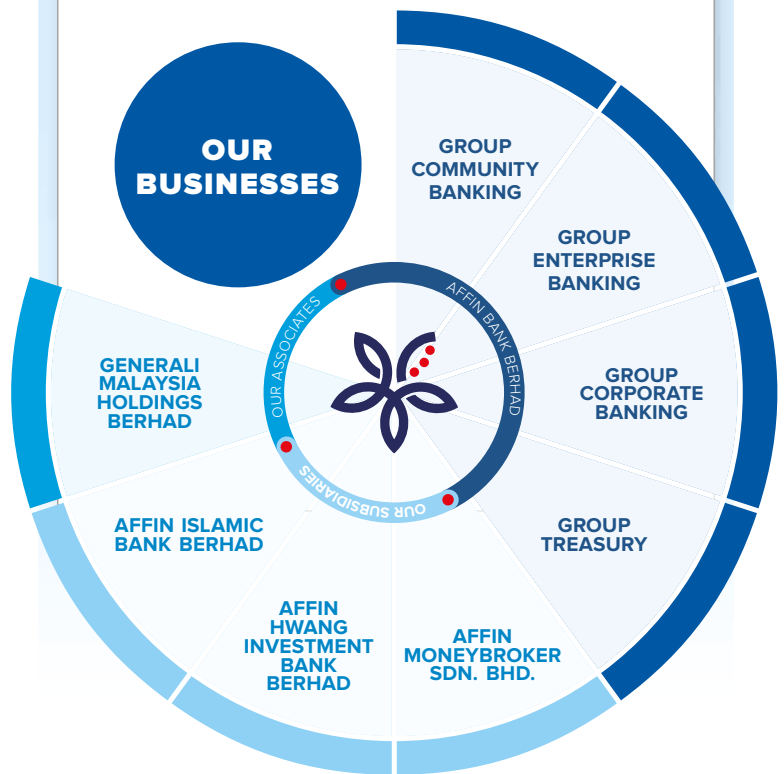 OUR
BUSINESSES
GROUP
COMMUNITY
BANKING
GROUP
ENTERPRISE
BANKING
GROUP
CORPORATE
BANKING
GROUP
TREASURY
AFFIN
MONEYBROKER
SDN. BHD.
AFFIN
HWANG
INVESTMENT
BANK
BERHAD
AFFIN ISLAMIC
BANK BERHAD
GENERALI
MALAYSIA
HOLDINGS
BERHAD
AFFIN BANK BERHAD
OUR SUBSIDIARIES
OUR ASSOCIATES